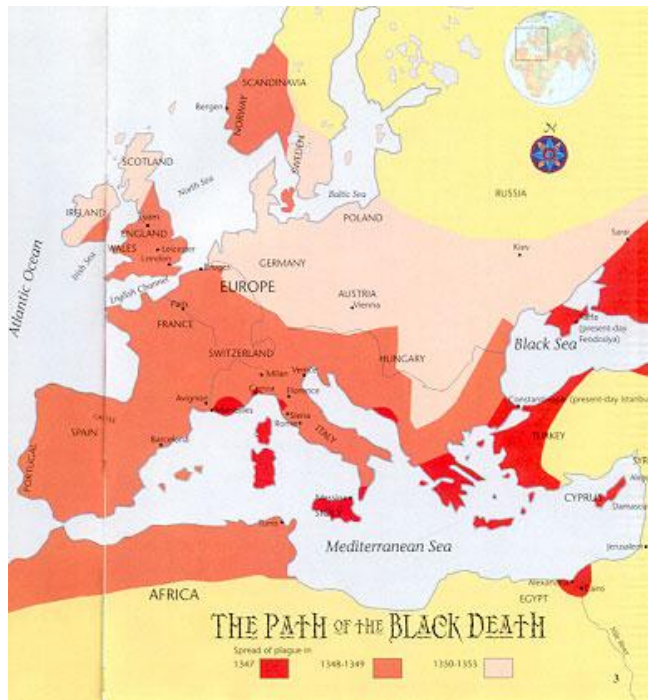 SCANDINAVIA
Bergen
NORWAY
SWEDEN
SCOTLAND
North Sea
Baltic Sea
RUSSIA
IRELAND
POLAND
ENGLAND
WALES
Leicester
London
Irish Sea
Kiev
Sarai
Bruges
GERMANY
English Channel
EUROPE
Atlantic Ocean
AUSTRIA
Vienna
Paris
FRANCE
Kaffa
(present-day
Feodosiya)
Black Sea
SWITZERLAND
HUNGARY
Milan
Venice
Genoa
Florence
Avignon
Marseilles
Siena
Rome
ITALY
Constantinople (present-day Istanbul
SPAIN
Barcelona
PORTUGAL
TURKEY
SYR
CYPRUS
Damascu
Messina
Tunis
Mediterranean Sea
Jerusalem
Alexandria
Cairo
AFRICA
EGYPT
Nile River
THE PATH OF THE BLACK DEATH
Spread of plague in
1347
1348-1349
1350-1353
3